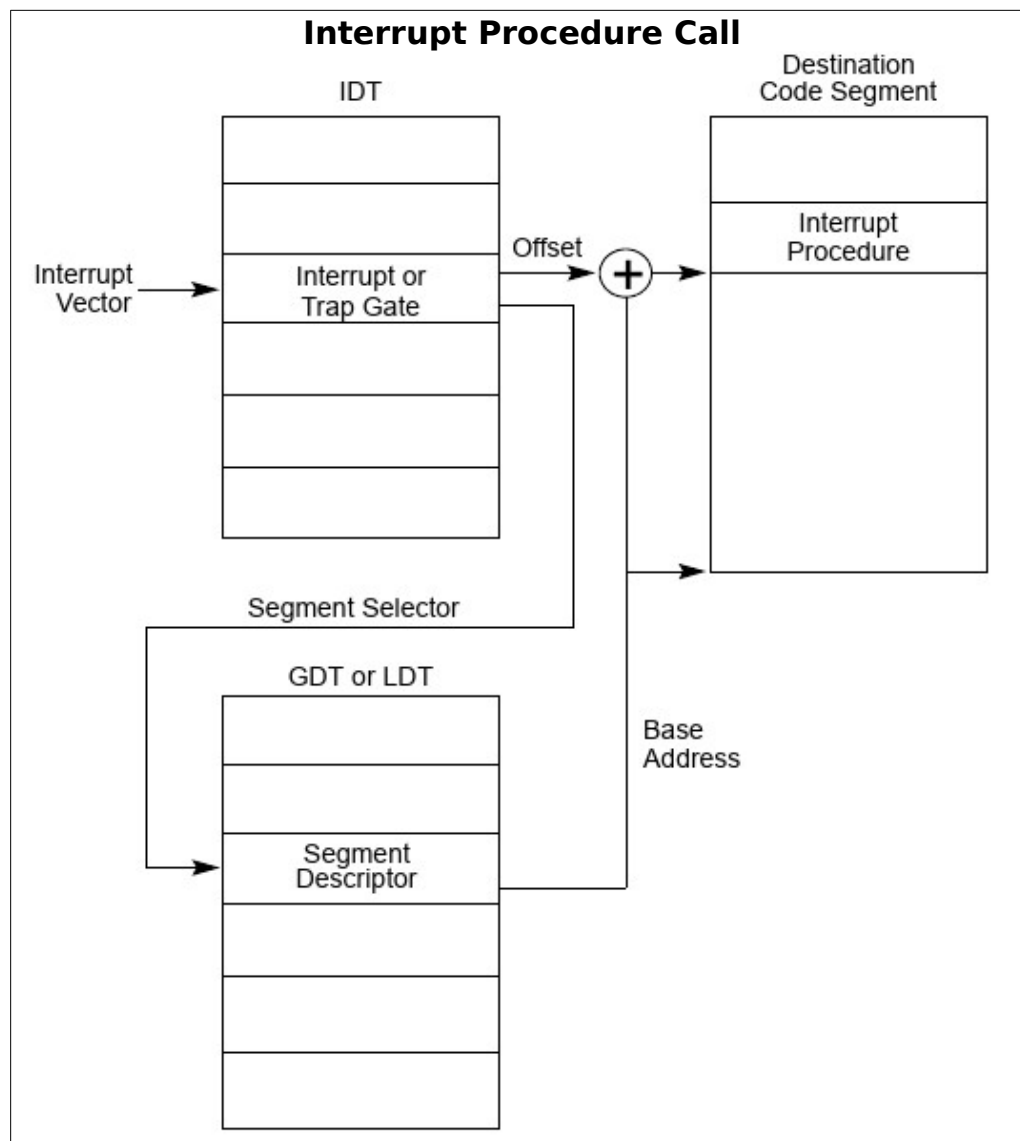 Interrupt Procedure Call
IDT
Destination
Code Segment
Interrupt
Vector
Interrupt or
Trap Gate
Offset
+
Interrupt
Procedure
Segment Selector
GDT or LDT
Base
Address
Segment
Descriptor